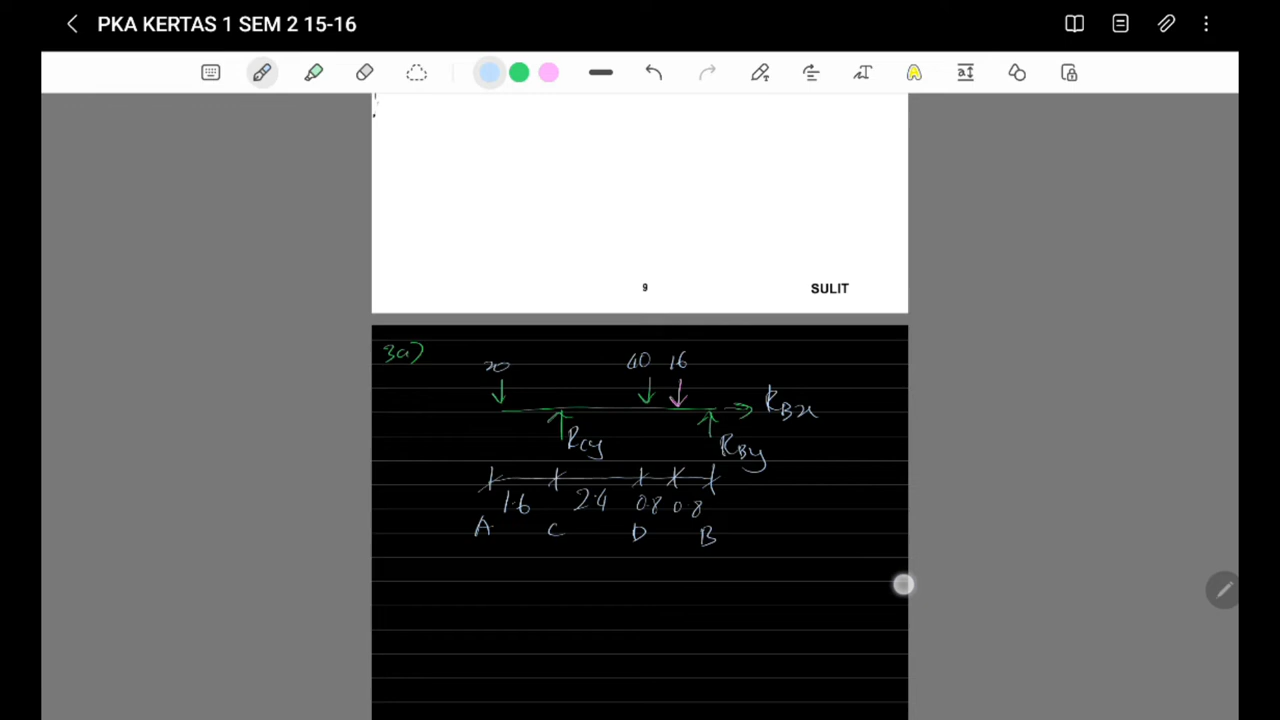 PKA KERTAS 1 SEM 2 15-16
9 SULIT
3a)
20 40 16
RBx
Rcy RBy
1.6 2.4 0.8 0.8
A C D B